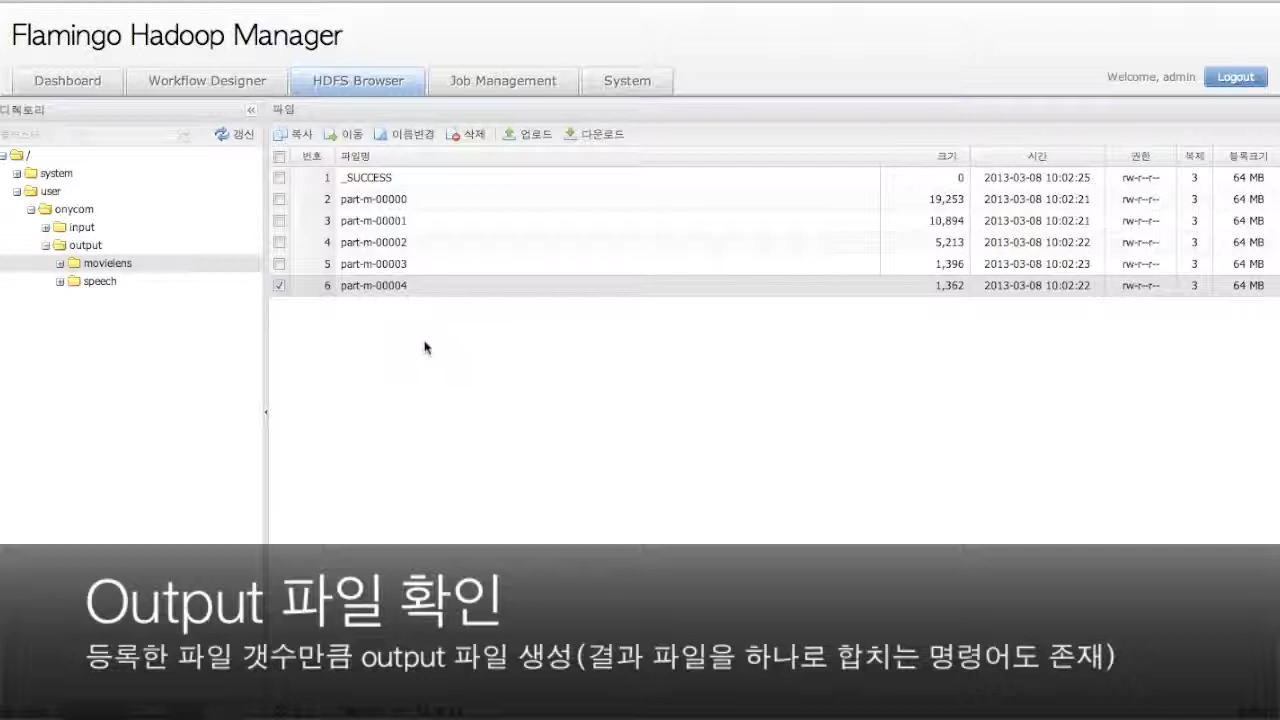 Flamingo Hadoop Manager
Dashboard Workflow Designer HDFS Browser Job Management System Welcome, admin Logout
디렉토리 « 파일
갱신 복사 이동 이름변경 삭제 업로드 다운로드
번호 파일명 크기 시간 권한 복제 블록크기
/
system
user
onycom
input
output
movielens
speech
1 _SUCCESS 0 2013-03-08 10:02:25 rw-r--r-- 3 64 MB
2 part-m-00000 19,253 2013-03-08 10:02:21 rw-r--r-- 3 64 MB
3 part-m-00001 10,894 2013-03-08 10:02:21 rw-r--r-- 3 64 MB
4 part-m-00002 5,213 2013-03-08 10:02:22 rw-r--r-- 3 64 MB
5 part-m-00003 1,396 2013-03-08 10:02:23 rw-r--r-- 3 64 MB
6 part-m-00004 1,362 2013-03-08 10:02:22 rw-r--r-- 3 64 MB
Output 파일 확인
등록한 파일 갯수만큼 output 파일 생성(결과 파일을 하나로 합치는 명령어도 존재)